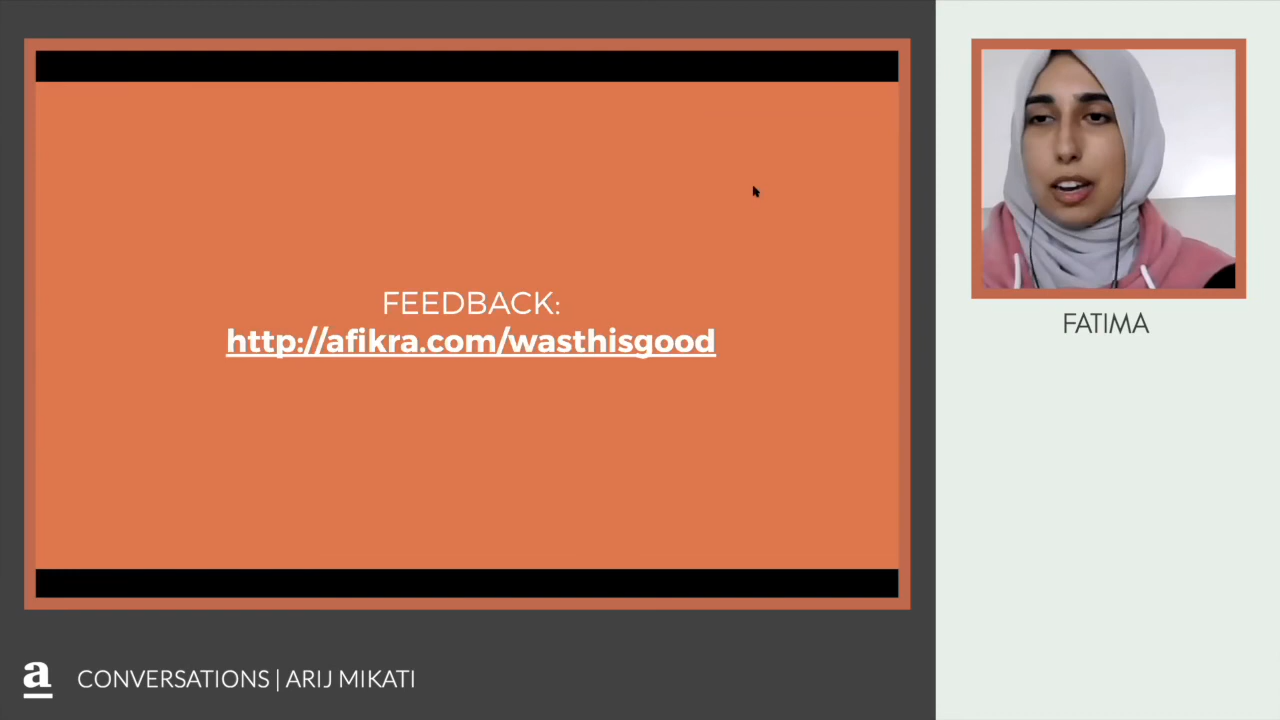 FEEDBACK:
http://afikra.com/wasthisgood
FATIMA
a CONVERSATIONS | ARIJ MIKATI